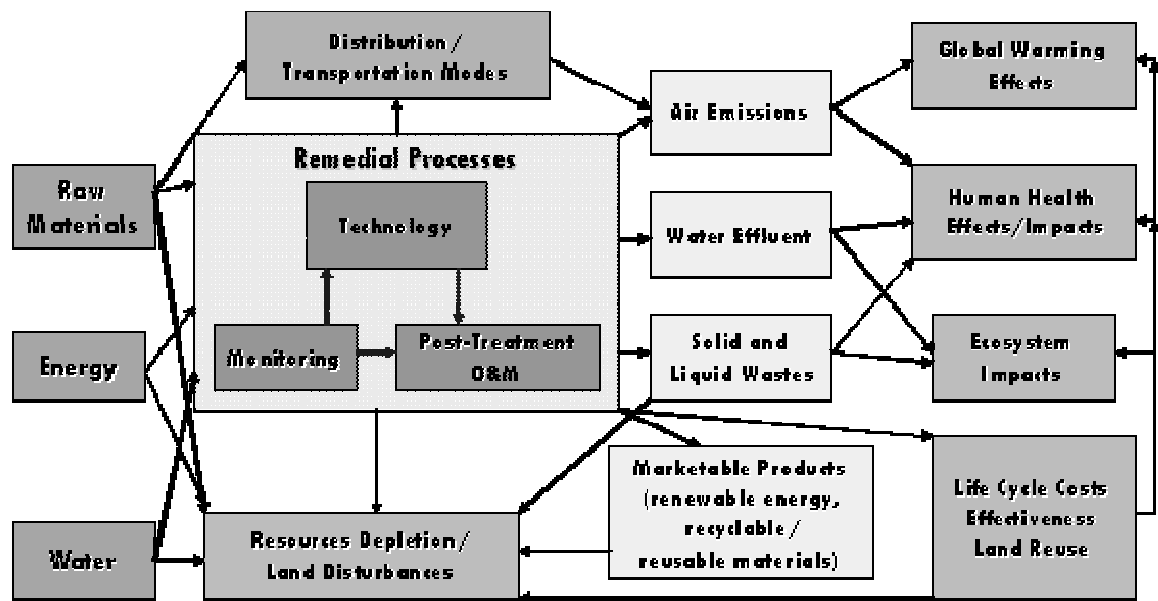 Distribution /
Transportation Modes
Global Warming
Effects
Air Emissions
Remedial Processes
Raw
Materials
Technology
Human Health
Effects/Impacts
Water Effluent
Energy
Monitoring
Post-Treatment
O&M
Solid and
Liquid Wastes
Ecosystem
Impacts
Marketable Products
(renewable energy,
recyclable /
reusable materials)
Life Cycle Costs
Effectiveness
Land Reuse
Water
Resources Depletion/
Land Disturbances